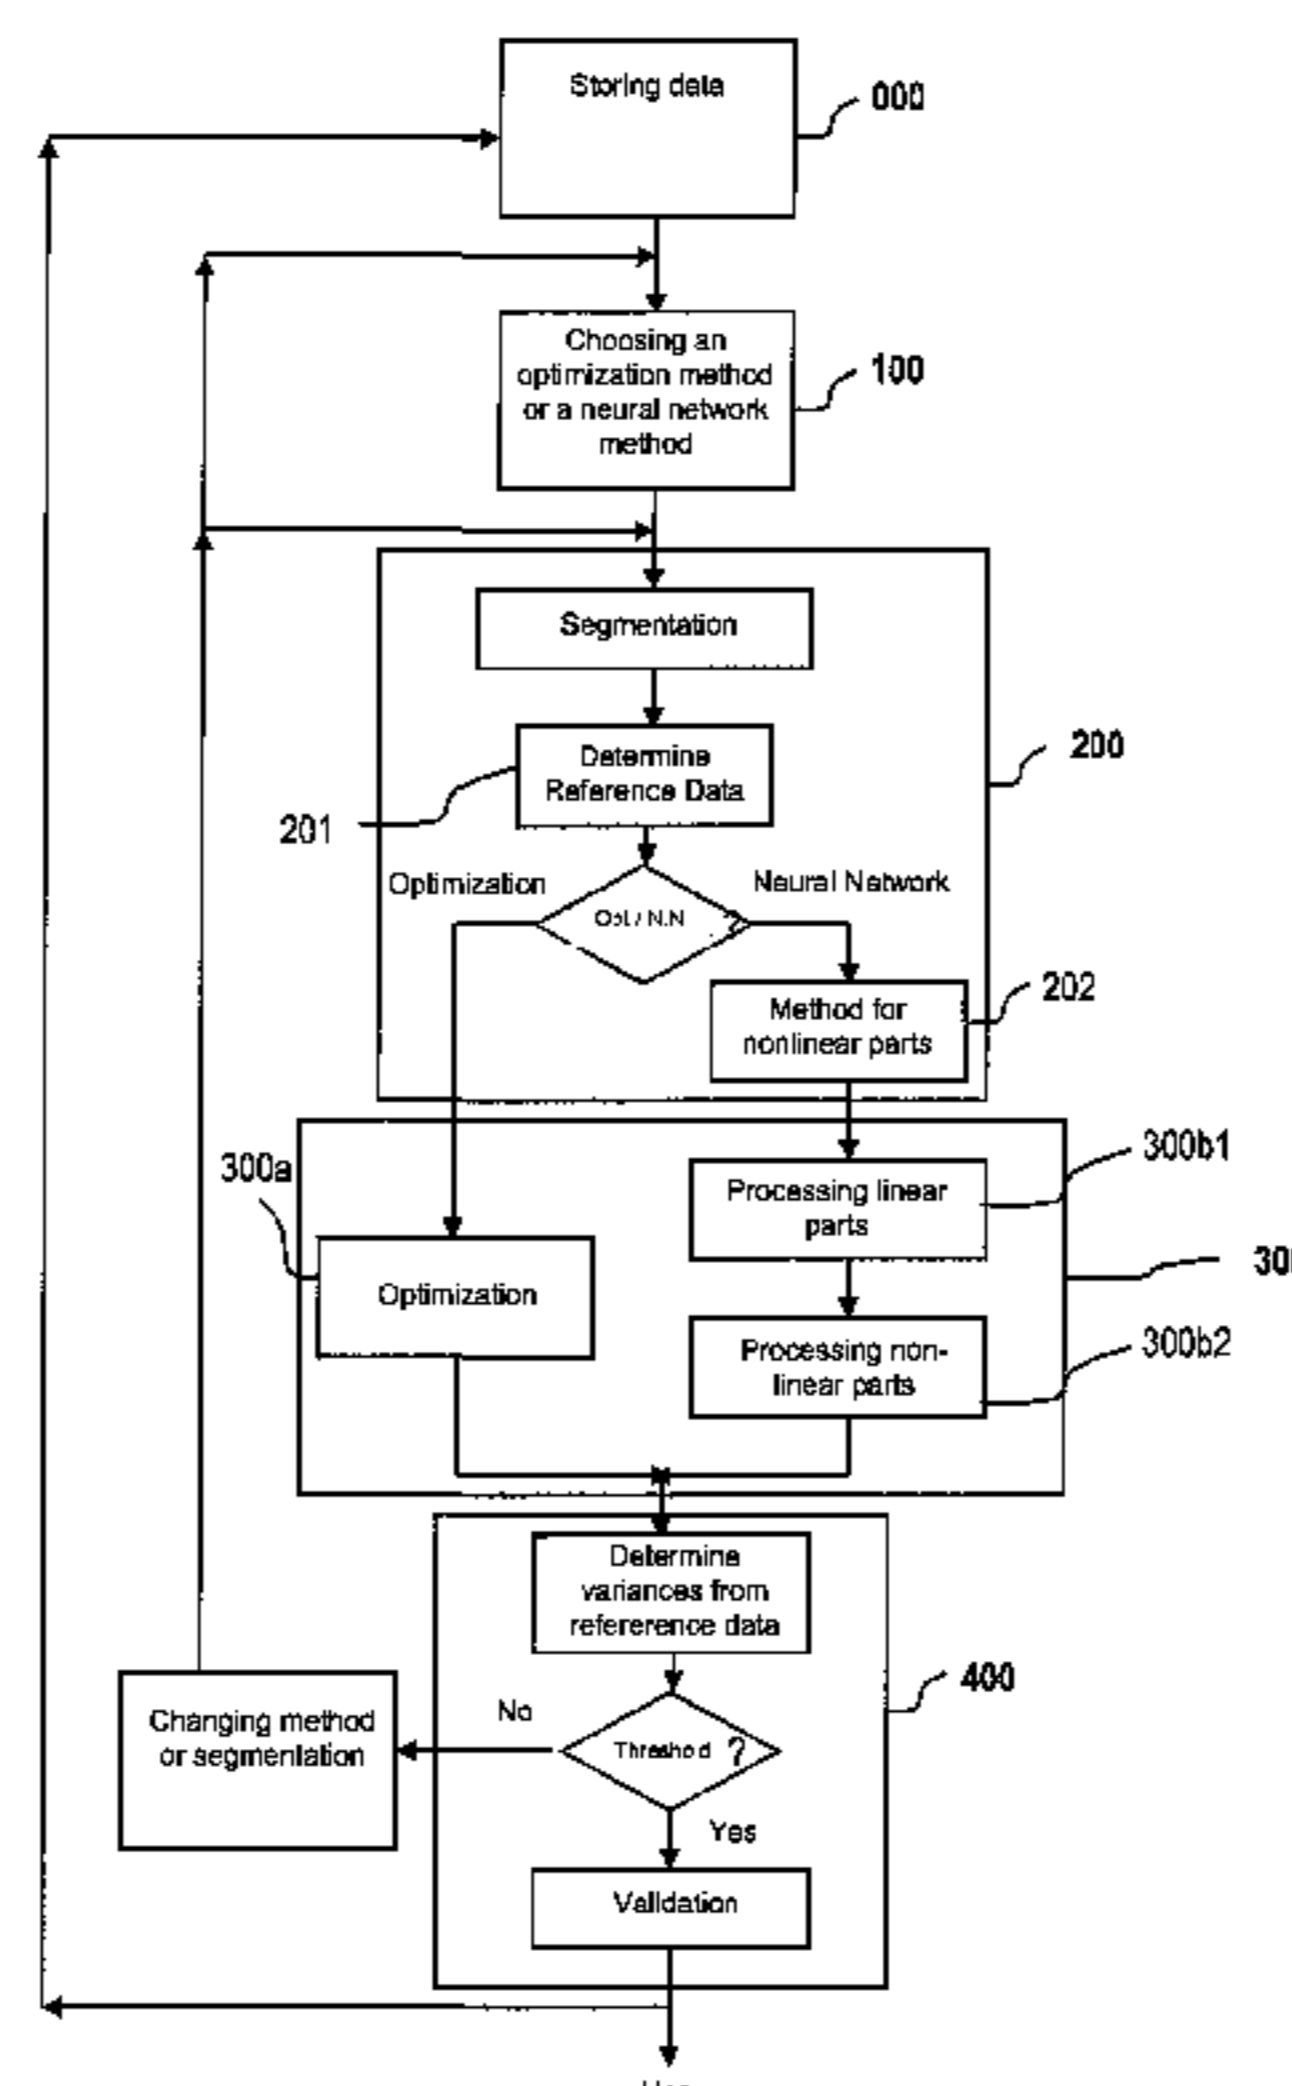 Storing data
000
Choosing an
optimization method
or a neural network
method
100
Segmentation
Determine
Reference Data
200
201
Optimization
Neural Network
Opt / N.N ?
Method for
nonlinear parts
202
300a
Processing linear
parts
300b1
Optimization
30
Processing non-
linear parts
300b2
Determine
variances from
refererence data
400
Changing method
or segmentation
No
Threshold ?
Yes
Validation